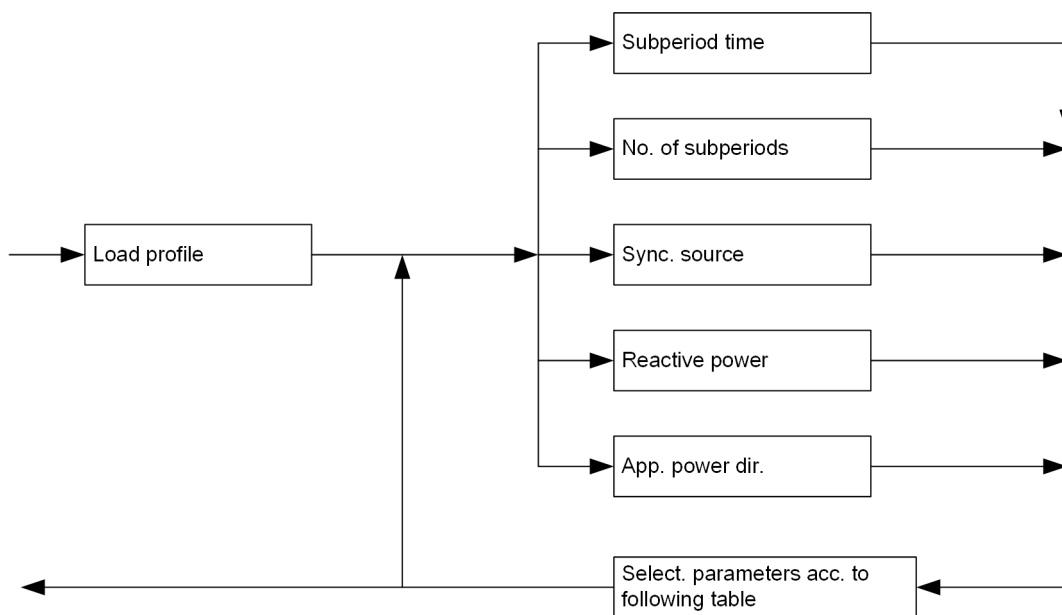 Subperiod time
No. of subperiods
Load profile
Sync. source
Reactive power
App. power dir.
Select. parameters acc. to
following table